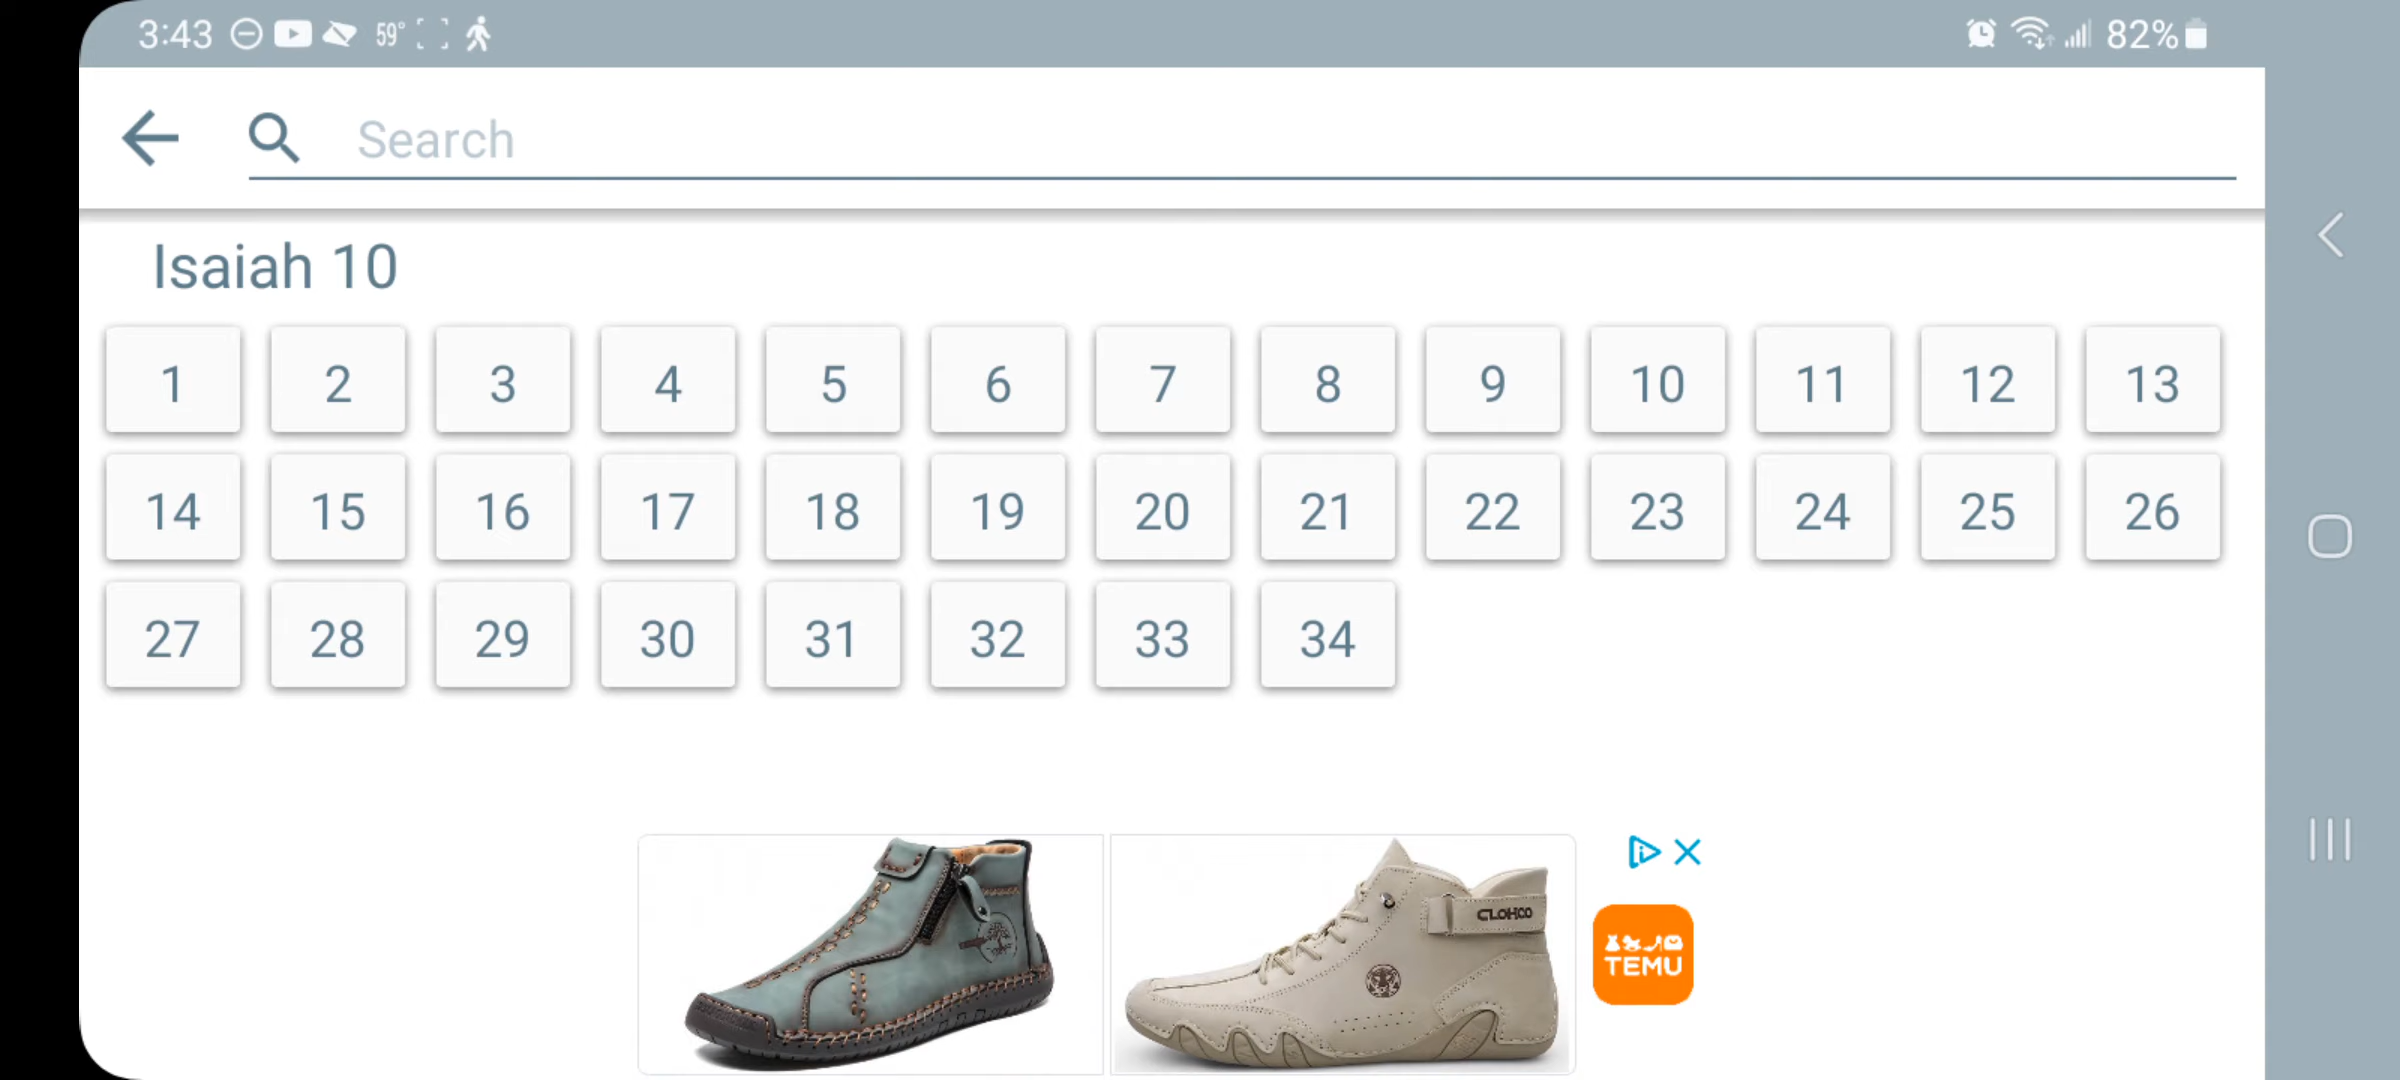 3:43 59° 82%
Search
Isaiah 10
1 2 3 4 5 6 7 8 9 10 11 12 13
14 15 16 17 18 19 20 21 22 23 24 25 26
27 28 29 30 31 32 33 34
CLOHCO
TEMU